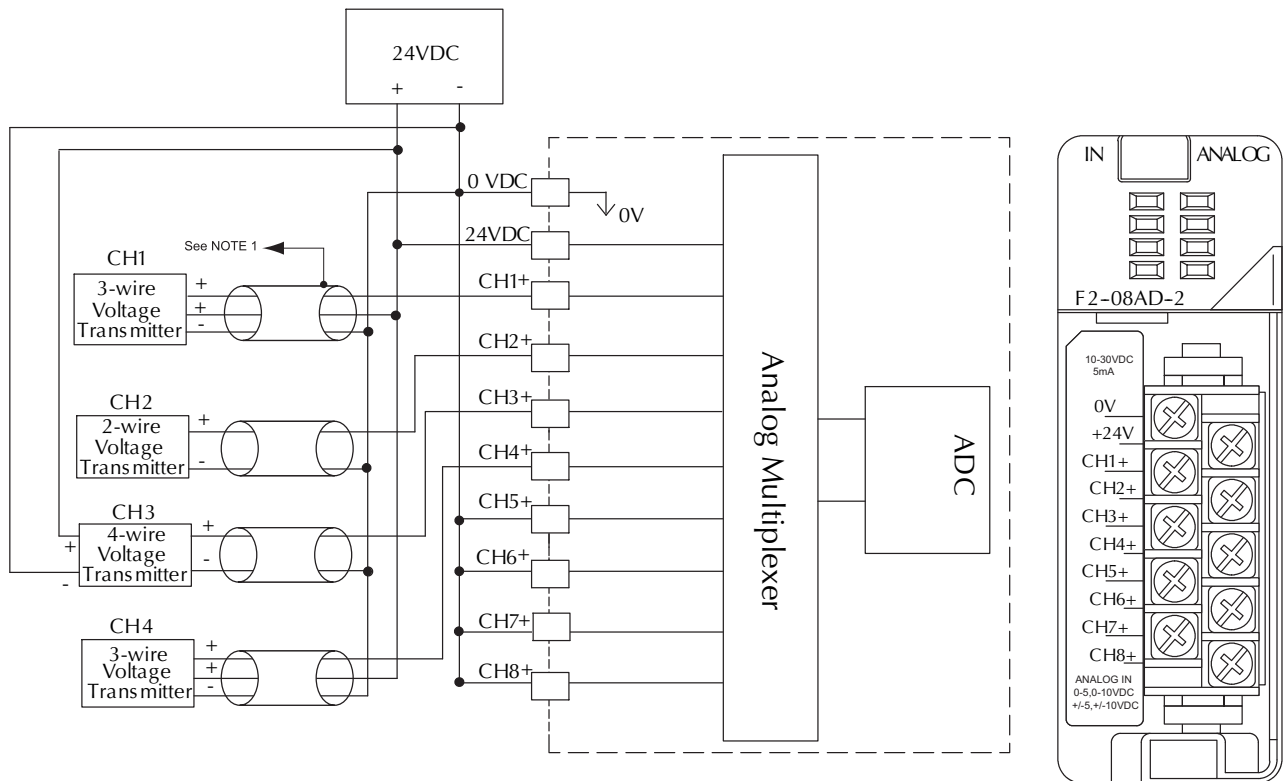 24VDC
+ -
0 VDC
0V
24VDC
See NOTE 1
CH1
3-wire
Voltage
Transmitter
+
+
-
CH1+
CH2
2-wire
Voltage
Transmitter
+
-
CH2+
CH3
4-wire
Voltage
Transmitter
+
-
+
-
CH3+
CH4
3-wire
Voltage
Transmitter
+
+
-
CH4+
CH5+
CH6+
CH7+
CH8+
Analog Multiplexer
ADC
IN ANALOG
F2-08AD-2
10-30VDC
5mA
0V
+24V
CH1+
CH2+
CH3+
CH4+
CH5+
CH6+
CH7+
CH8+
ANALOG IN
0-5,0-10VDC
+/-5,+/-10VDC